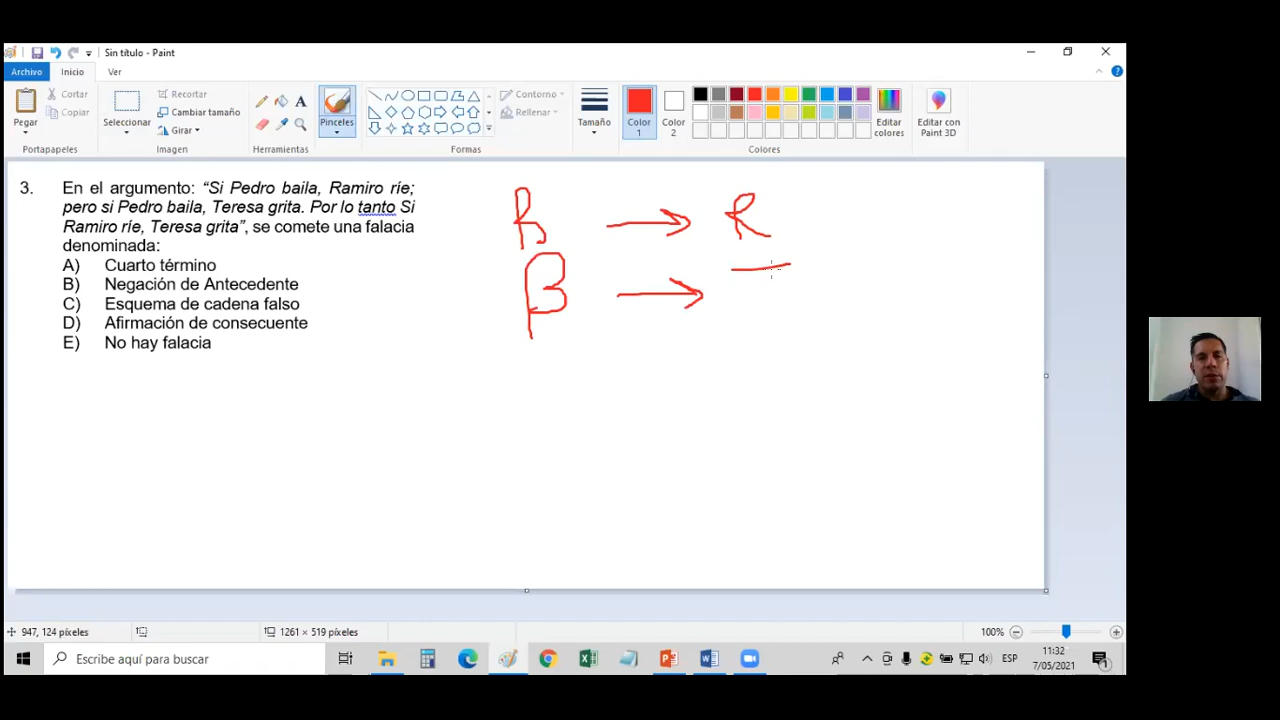 Sin título - Paint
Archivo Inicio Ver
Pegar
Cortar
Copiar
Portapapeles
Seleccionar
Recortar
Cambiar tamaño
Girar
Imagen
A
Herramientas
Pinceles
Contorno
Rellenar
Formas
Tamaño
Color 1
Color 2
Editar colores
Editar con Paint 3D
Colores
3. En el argumento: “Si Pedro baila, Ramiro ríe;
pero si Pedro baila, Teresa grita. Por lo tanto Si
Ramiro ríe, Teresa grita”, se comete una falacia
denominada:
A) Cuarto término
B) Negación de Antecedente
C) Esquema de cadena falso
D) Afirmación de consecuente
E) No hay falacia
→ R
→
947, 124 píxeles
1261 × 519 píxeles
100%
Escribe aquí para buscar
ESP
11:32
7/05/2021